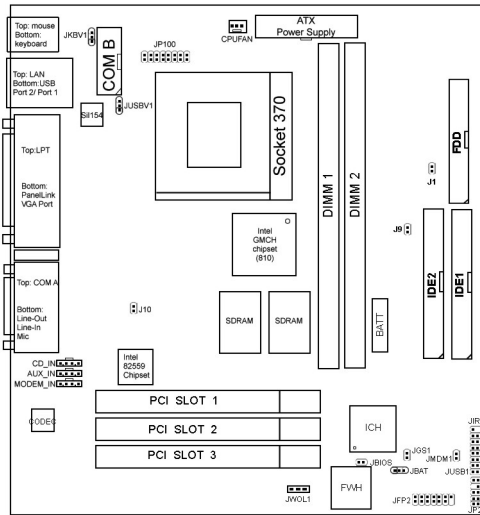 Top: mouse
Bottom:
keyboard
JKBV1
COM B
JP100
CPUFAN
ATX
Power Supply
Top: LAN
Bottom:USB
Port 2/ Port 1
Sil154
JUSBV1
Socket 370
DIMM 1
DIMM 2
FDD
J1
Top:LPT
Bottom:
PanelLink
VGA Port
Intel
GMCH
chipset
(810)
J9
IDE2
IDE1
Top: COM A
Bottom:
Line-Out
Line-In
Mic
J10
SDRAM
SDRAM
BATT
CD_IN
AUX_IN
MODEM_IN
Intel
82559
Chipset
CODEC
PCI SLOT 1
PCI SLOT 2
PCI SLOT 3
ICH
JIR
JGS1
JMDM1
JBIOS
JBAT
JUSB1
FWH
JWOL1
JFP2